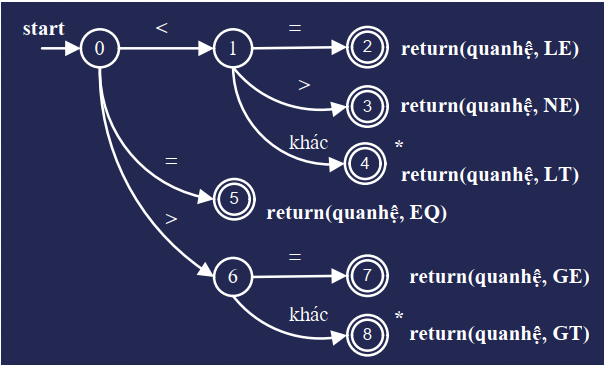 start
0
<
1
=
2
return(quanhệ, LE)
>
3
return(quanhệ, NE)
khác
4
*
return(quanhệ, LT)
=
5
return(quanhệ, EQ)
>
6
=
7
return(quanhệ, GE)
khác
8
*
return(quanhệ, GT)